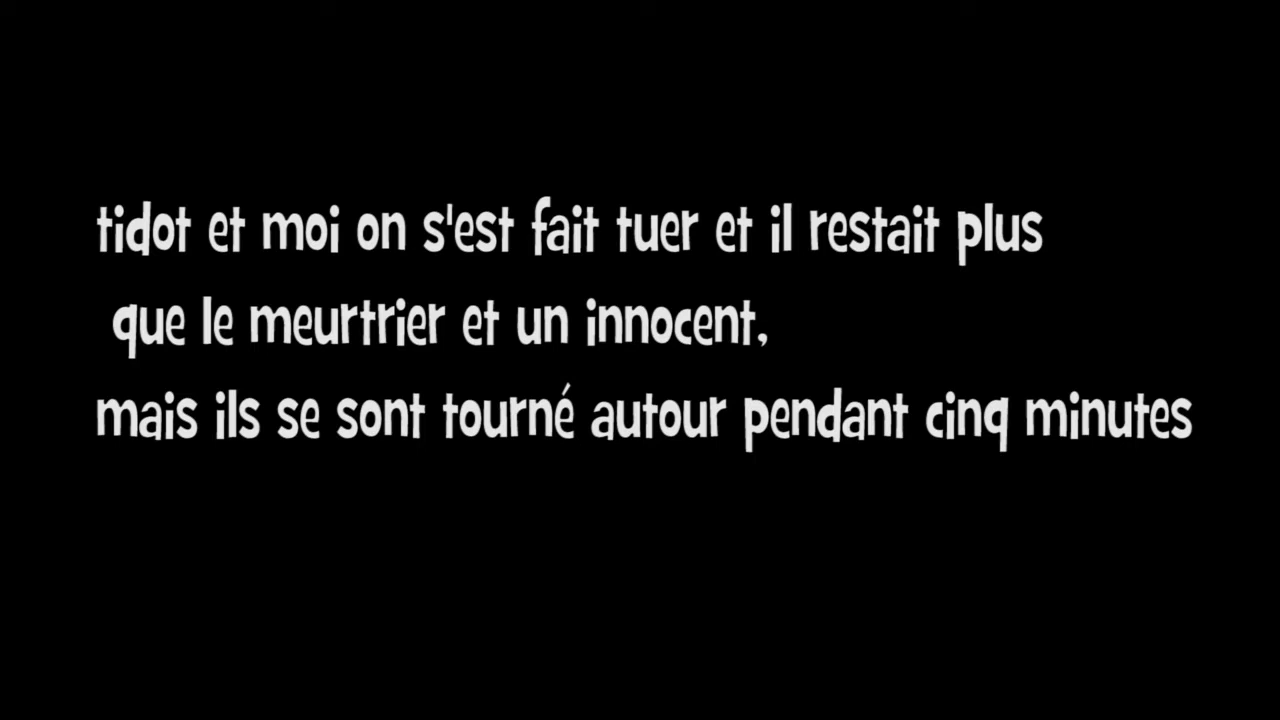 tidot et moi on s'est fait tuer et il restait plus
que le meurtrier et un innocent,
mais ils se sont tourné autour pendant cinq minutes